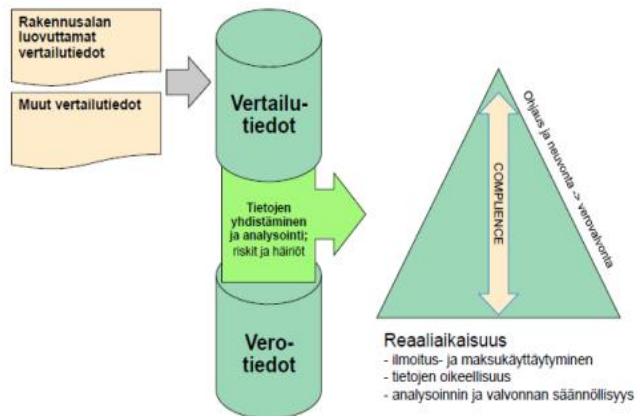 Rakennusalan
luovuttamat
vertailutiedot
Muut vertailutiedot
Vertailu-
tiedot
Tietojen
yhdistäminen
ja analysointi;
riskit ja häiriöt
Vero-
tiedot
COMPLIENCE
Ohjaus ja neuvonta -> verovalvonta
Reaaliaikaisuus
- ilmoitus- ja maksukäyttäytyminen
- tietojen oikeellisuus
- analysoinnin ja valvonnan säännöllisyys